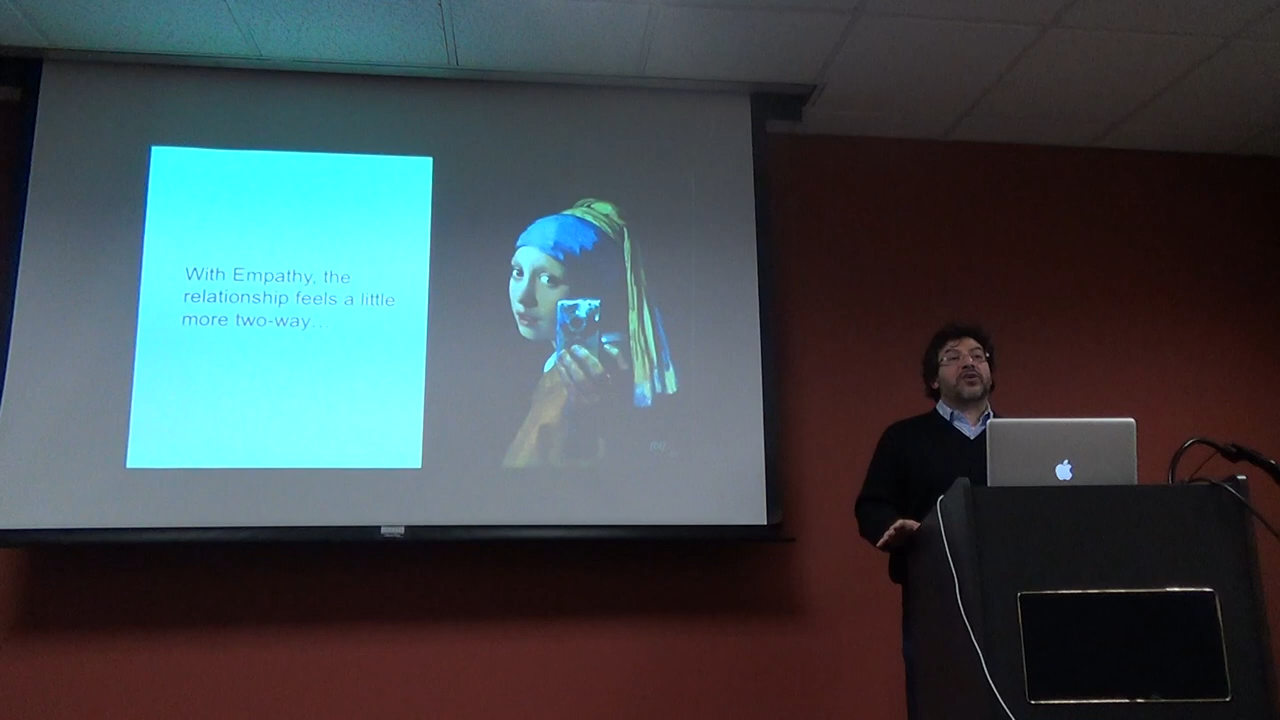 With Empathy, the
relationship feels a little
more two-way…